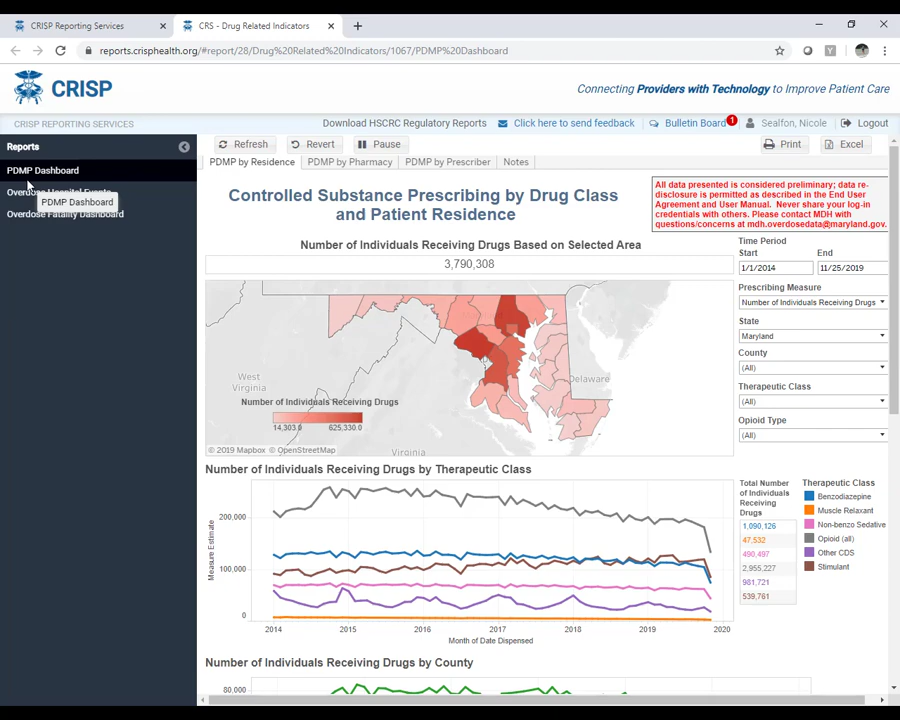 CRISP Reporting Services
CRS - Drug Related Indicators
reports.crisphealth.org/#report/28/Drug%20Related%20Indicators/1067/PDMP%20Dashboard
Y
CRISP
Connecting Providers with Technology to Improve Patient Care
CRISP REPORTING SERVICES
Download HSCRC Regulatory Reports
Click here to send feedback
Bulletin Board
1
Sealfon, Nicole
Logout
Reports
PDMP Dashboard
PDMP Dashboard
Overdose Fatality Dashboard
Refresh
Revert
Pause
Print
Excel
PDMP by Residence
PDMP by Pharmacy
PDMP by Prescriber
Notes
Controlled Substance Prescribing by Drug Class
and Patient Residence
All data presented is considered preliminary; data re-
disclosure is permitted as described in the End User
Agreement and User Manual. Never share your log-in
credentials with others. Please contact MDH with
questions/concerns at mdh.overdosedata@maryland.gov.
Number of Individuals Receiving Drugs Based on Selected Area
3,790,308
West
Virginia
Delaware
Virginia
Number of Individuals Receiving Drugs
14,303.0
625,330.0
© 2019 Mapbox © OpenStreetMap
Time Period
Start
End
1/1/2014
11/25/2019
Prescribing Measure
Number of Individuals Receiving Drugs
State
Maryland
County
(All)
Therapeutic Class
(All)
Opioid Type
(All)
Number of Individuals Receiving Drugs by Therapeutic Class
Measure Estimate
200,000
100,000
0
2014
2015
2016
2017
2018
2019
2020
Month of Date Dispensed
Total Number
of Individuals
Receiving
Drugs
1,090,126
47,532
490,497
2,955,227
981,721
539,761
Therapeutic Class
Benzodiazepine
Muscle Relaxant
Non-benzo Sedative
Opioid (all)
Other CDS
Stimulant
Number of Individuals Receiving Drugs by County
80,000